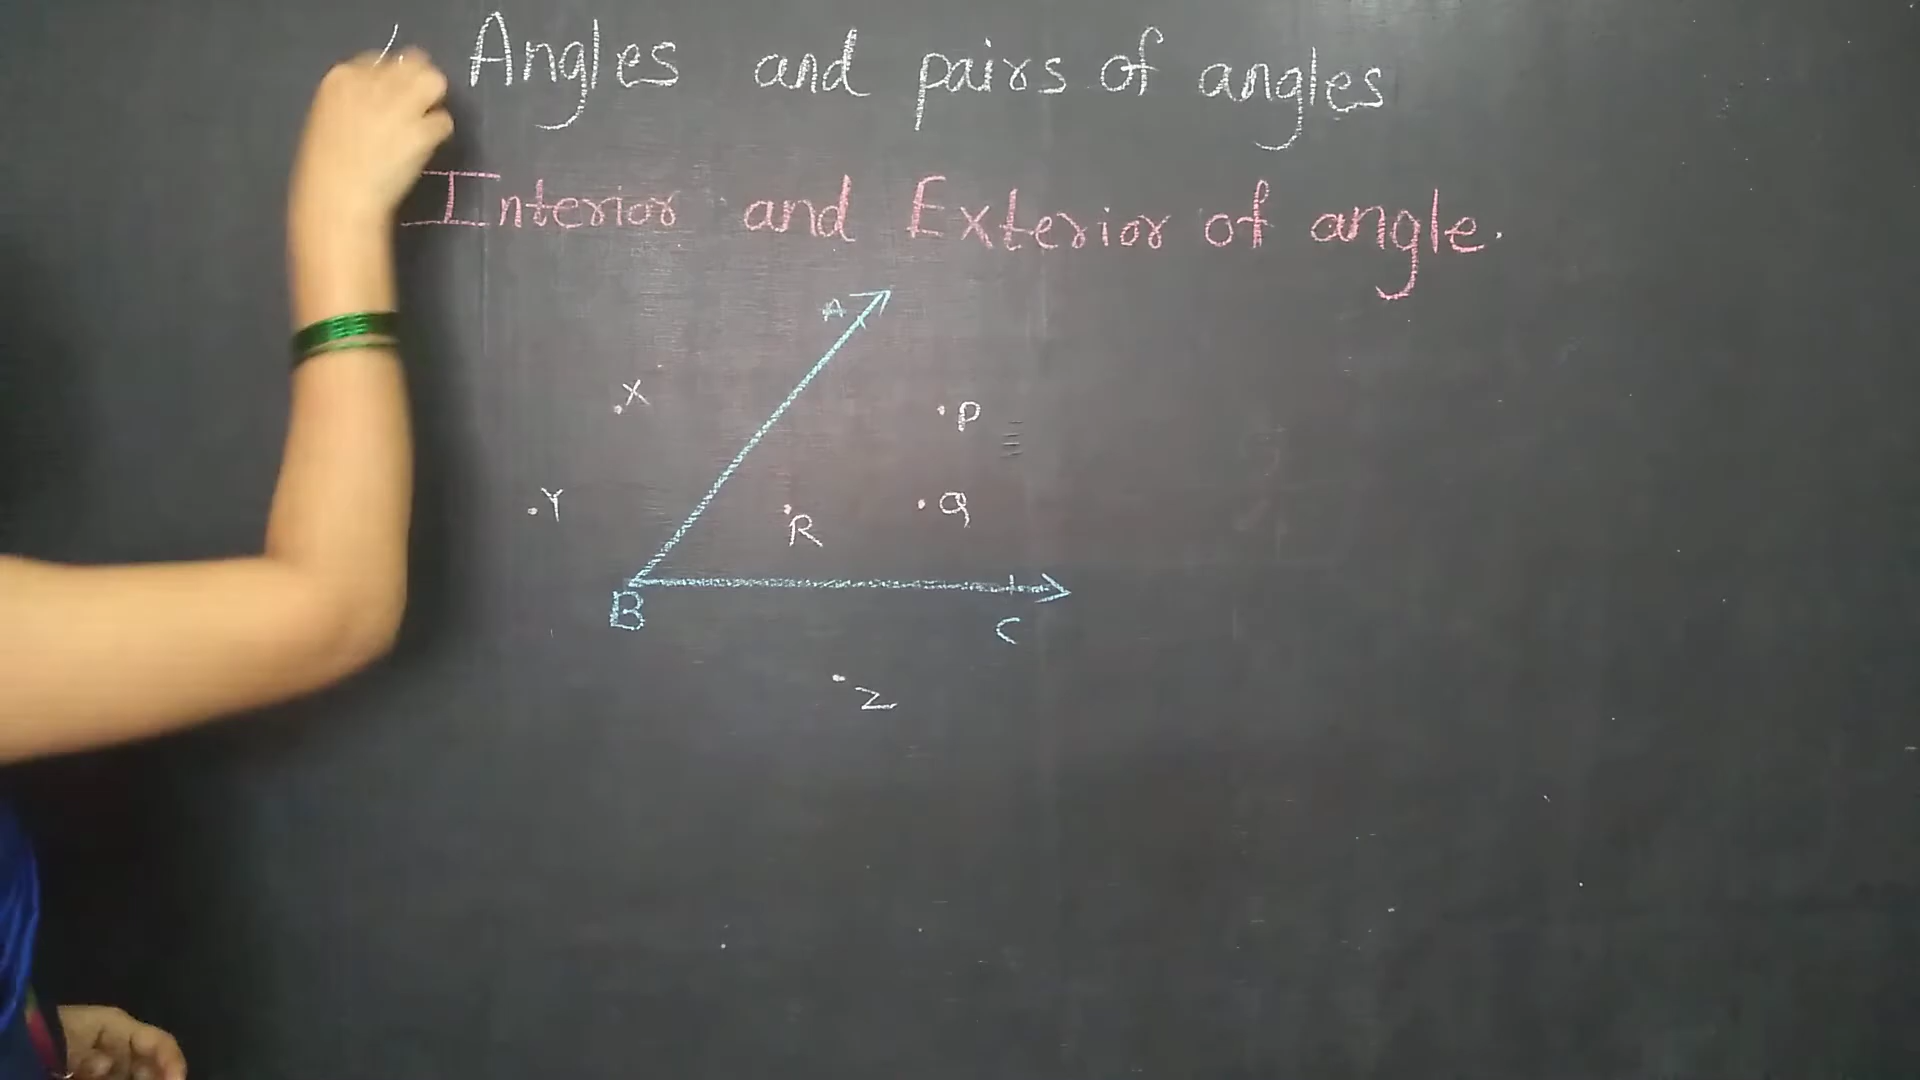 Angles and pairs of angles
Interior and Exterior of angle.
A
X
P
Y
R
Q
B
C
Z